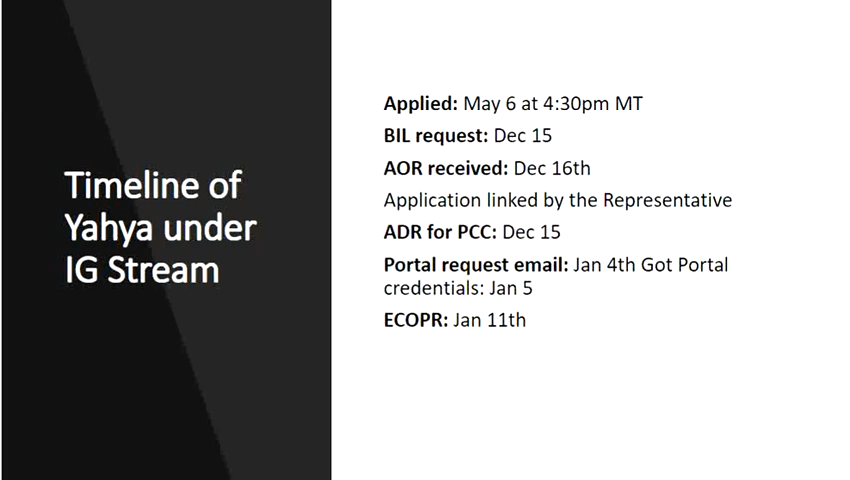 Timeline of
Yahya under
IG Stream
Applied: May 6 at 4:30pm MT
BIL request: Dec 15
AOR received: Dec 16th
Application linked by the Representative
ADR for PCC: Dec 15
Portal request email: Jan 4th Got Portal
credentials: Jan 5
ECOPR: Jan 11th